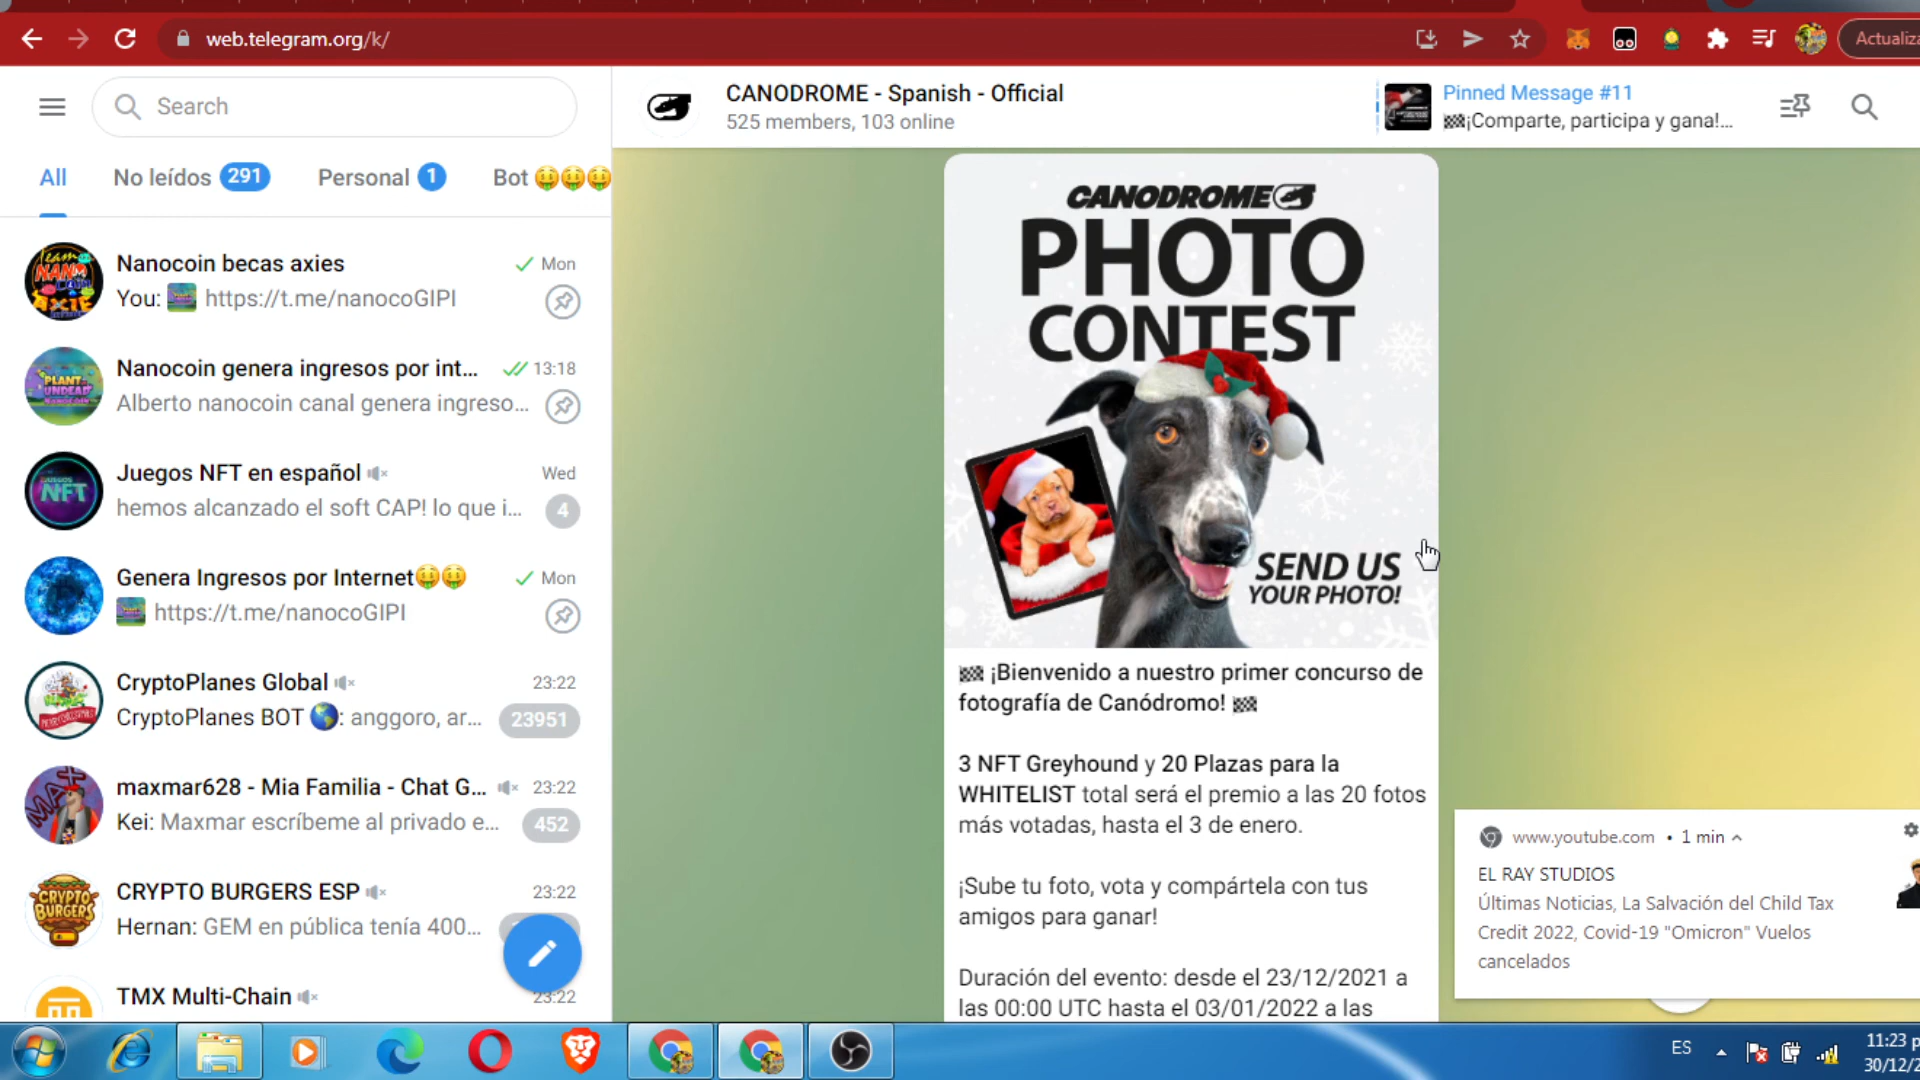 web.telegram.org/k/
Actualiza
Search
CANODROME - Spanish - Official
525 members, 103 online
Pinned Message #11
🏁¡Comparte, participa y gana!...
All
No leídos 291
Personal 1
Bot 🤑🤑🤑
Nanocoin becas axies
Mon
You: https://t.me/nanocoGIPI
Nanocoin genera ingresos por int...
13:18
Alberto nanocoin canal genera ingreso...
Juegos NFT en español
Wed
hemos alcanzado el soft CAP! lo que i...
4
Genera Ingresos por Internet🤑🤑
Mon
https://t.me/nanocoGIPI
CryptoPlanes Global
23:22
CryptoPlanes BOT 🌎: anggoro, ar...
23951
maxmar628 - Mia Familia - Chat G...
23:22
Kei: Maxmar escríbeme al privado e...
452
CRYPTO BURGERS ESP
23:22
Hernan: GEM en pública tenía 400...
TMX Multi-Chain
23:22
CANODROME
PHOTO
CONTEST
SEND US
YOUR PHOTO!
🏁 ¡Bienvenido a nuestro primer concurso de
fotografía de Canódromo! 🏁
3 NFT Greyhound y 20 Plazas para la
WHITELIST total será el premio a las 20 fotos
más votadas, hasta el 3 de enero.
¡Sube tu foto, vota y compártela con tus
amigos para ganar!
Duración del evento: desde el 23/12/2021 a
las 00:00 UTC hasta el 03/01/2022 a las
www.youtube.com • 1 min
EL RAY STUDIOS
Últimas Noticias, La Salvación del Child Tax
Credit 2022, Covid-19 "Omicron" Vuelos
cancelados
ES
11:23 p
30/12/2